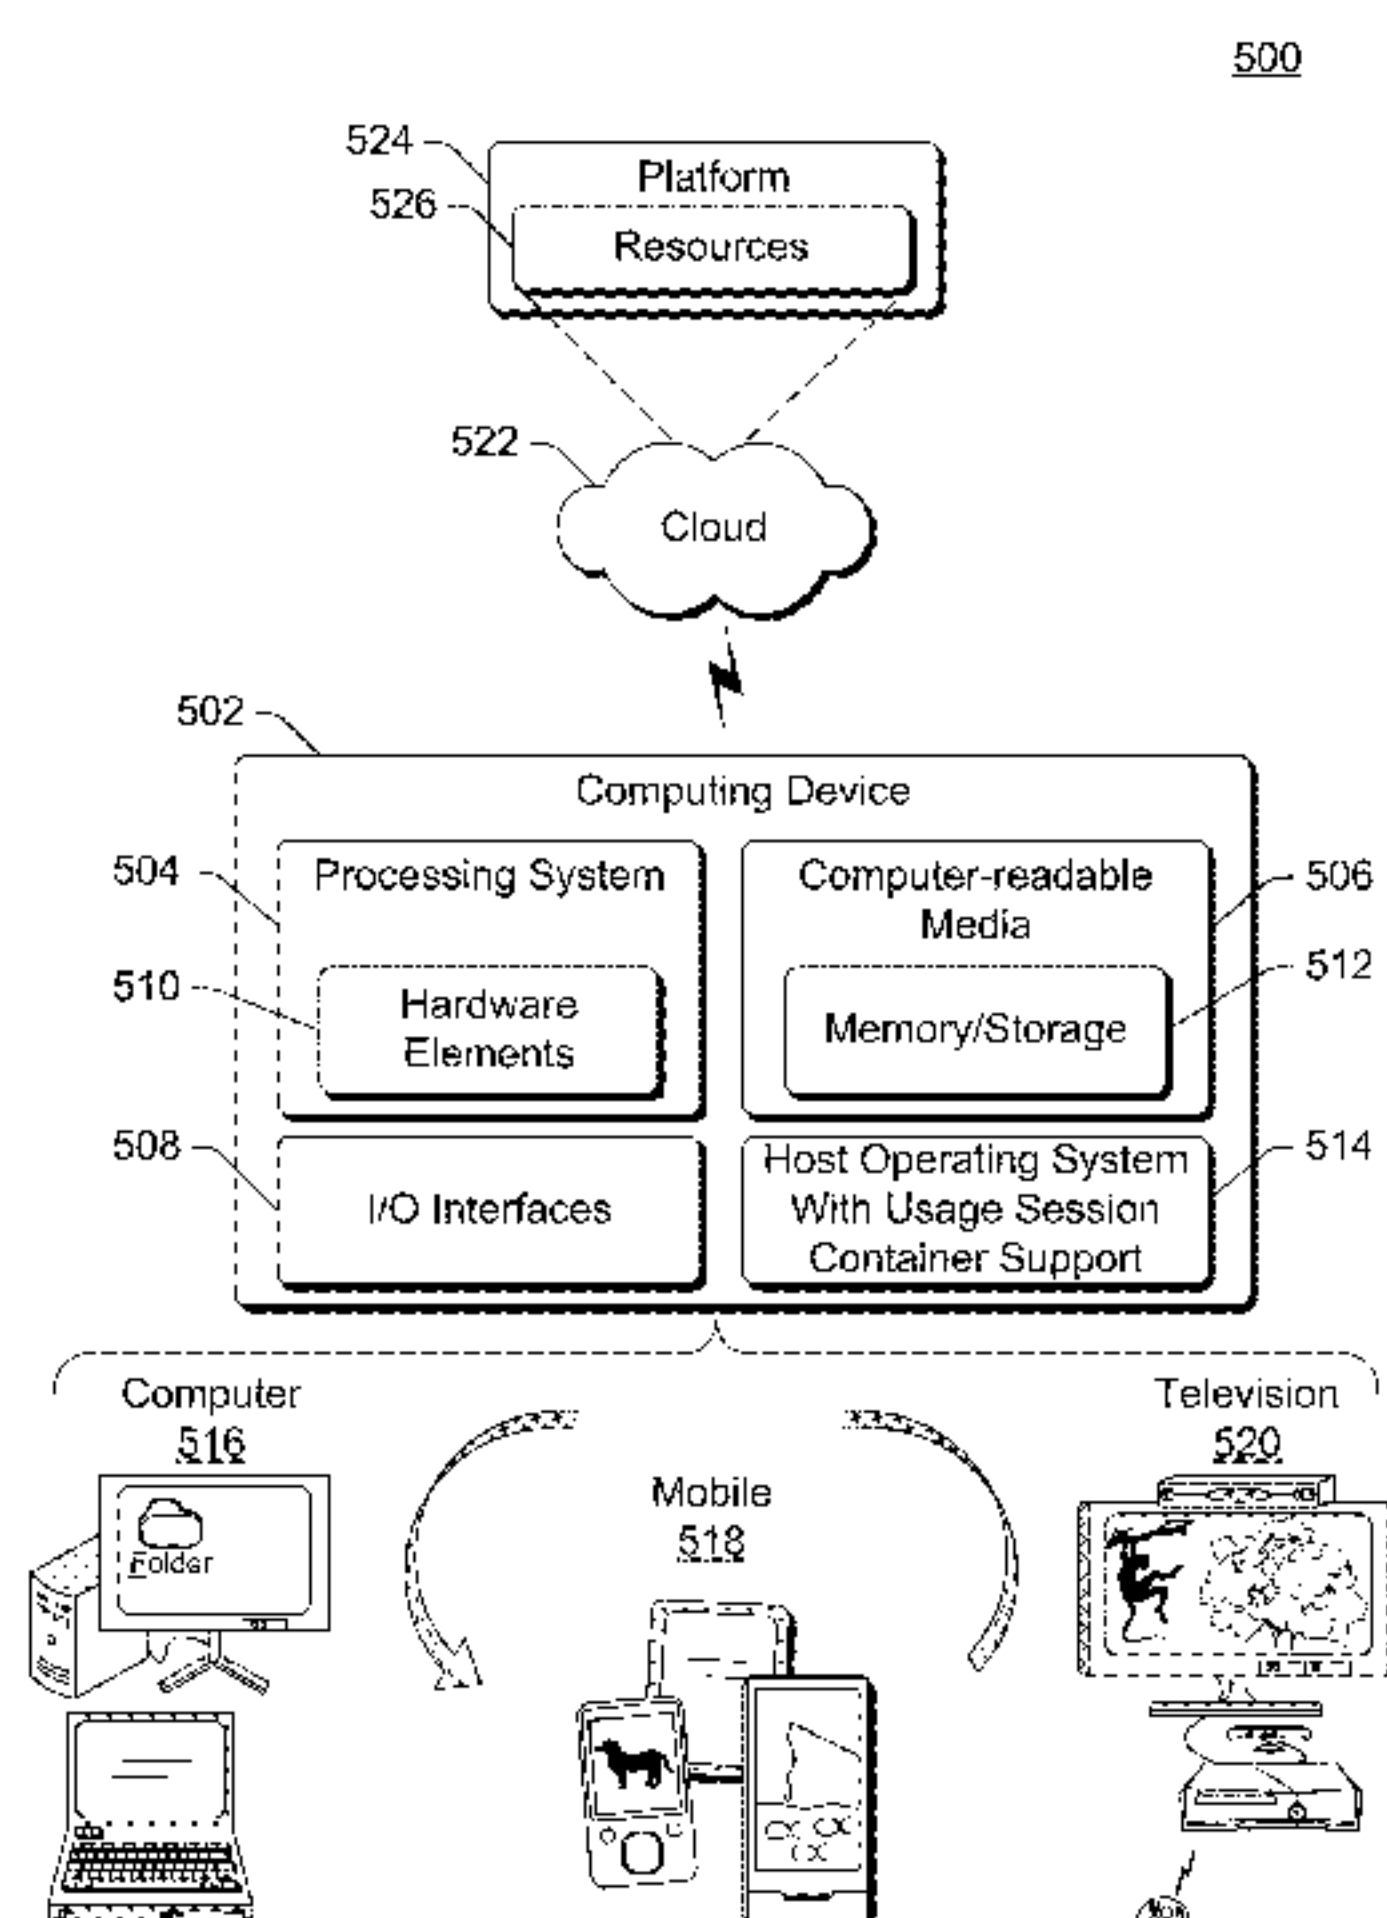 500
524
Platform
526
Resources
522
Cloud
502
Computing Device
504
Processing System
Computer-readable
Media
506
510
Hardware
Elements
Memory/Storage
512
508
I/O Interfaces
Host Operating System
With Usage Session
Container Support
514
Computer
516
Television
520
Mobile
518
Folder